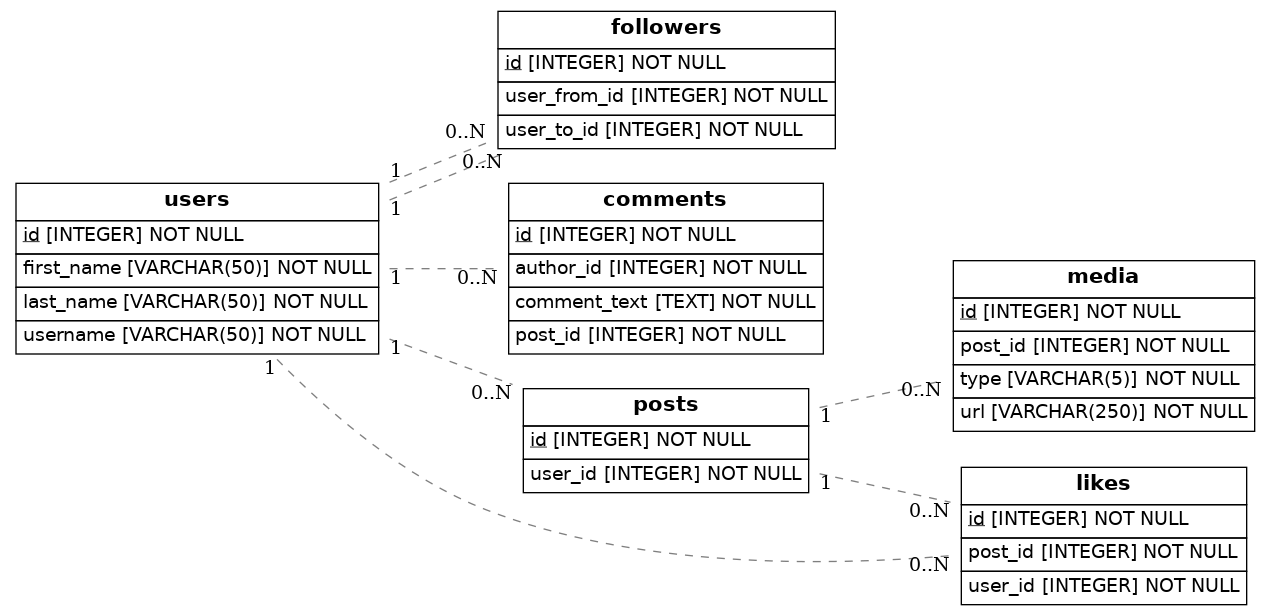 followers
id [INTEGER] NOT NULL
user_from_id [INTEGER] NOT NULL
user_to_id [INTEGER] NOT NULL
0..N
1
0..N
1
users
id [INTEGER] NOT NULL
first_name [VARCHAR(50)] NOT NULL
last_name [VARCHAR(50)] NOT NULL
username [VARCHAR(50)] NOT NULL
comments
id [INTEGER] NOT NULL
author_id [INTEGER] NOT NULL
comment_text [TEXT] NOT NULL
post_id [INTEGER] NOT NULL
1
0..N
1
0..N
1
posts
id [INTEGER] NOT NULL
user_id [INTEGER] NOT NULL
media
id [INTEGER] NOT NULL
post_id [INTEGER] NOT NULL
type [VARCHAR(5)] NOT NULL
url [VARCHAR(250)] NOT NULL
0..N
1
1
0..N
0..N
likes
id [INTEGER] NOT NULL
post_id [INTEGER] NOT NULL
user_id [INTEGER] NOT NULL